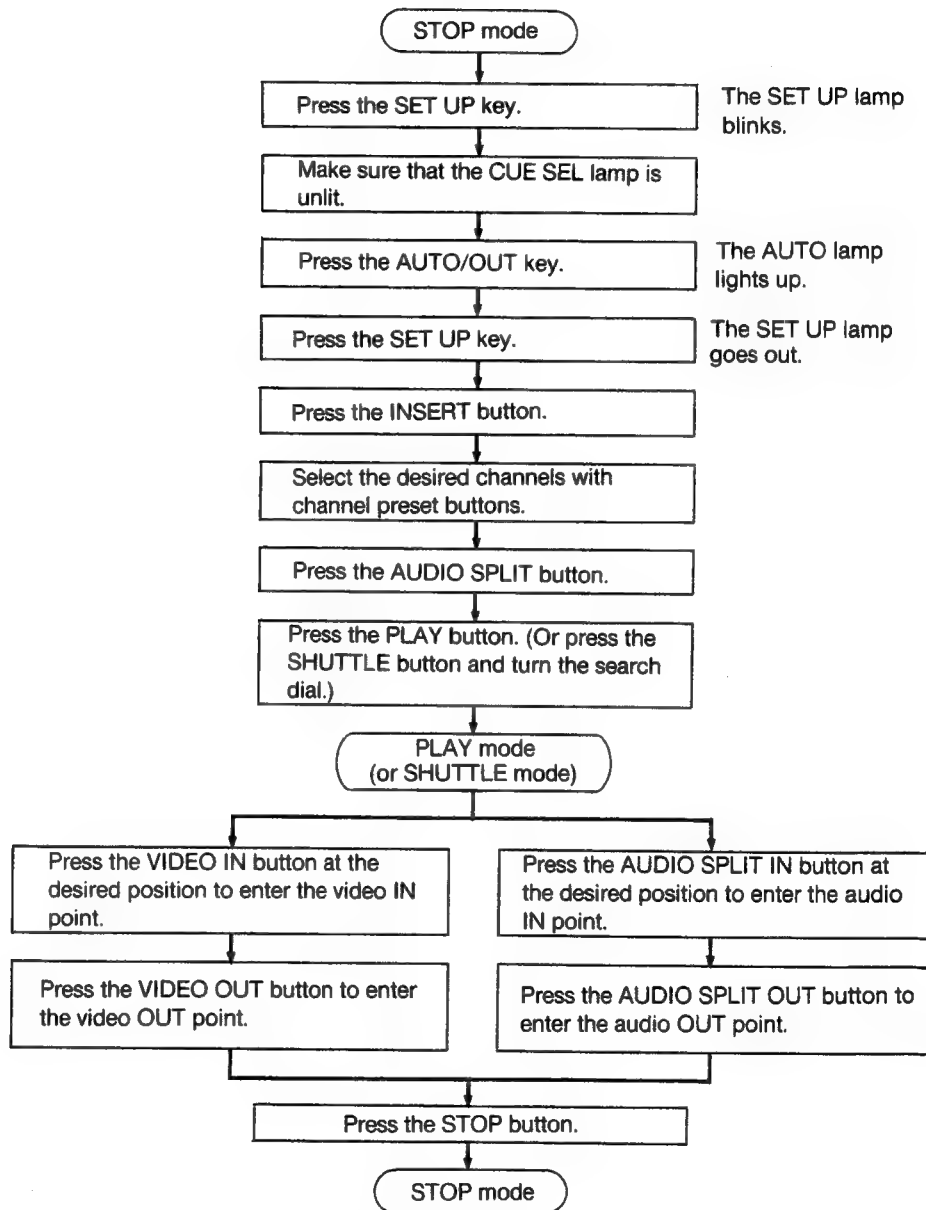 STOP mode
Press the SET UP key.
The SET UP lamp
blinks.
Make sure that the CUE SEL lamp is
unlit.
Press the AUTO/OUT key.
The AUTO lamp
lights up.
Press the SET UP key.
The SET UP lamp
goes out.
Press the INSERT button.
Select the desired channels with
channel preset buttons.
Press the AUDIO SPLIT button.
Press the PLAY button. (Or press the
SHUTTLE button and turn the search
dial.)
PLAY mode
(or SHUTTLE mode)
Press the VIDEO IN button at the
desired position to enter the video IN
point.
Press the VIDEO OUT button to enter
the video OUT point.
Press the AUDIO SPLIT IN button at
the desired position to enter the audio
IN point.
Press the AUDIO SPLIT OUT button to
enter the audio OUT point.
Press the STOP button.
STOP mode